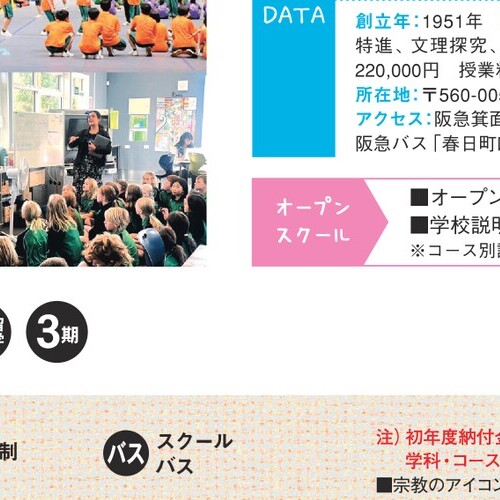 DATA
創立年：1951年
特進、文理探究、
220,000円　授業料
所在地：〒560-005
アクセス：阪急箕面
阪急バス「春日町
オープン
スクール
■オープン
■学校説明
※コース別
3期
制
バス
スクール
バス
注）初年度納付金
学科・コース
■宗教のアイコン